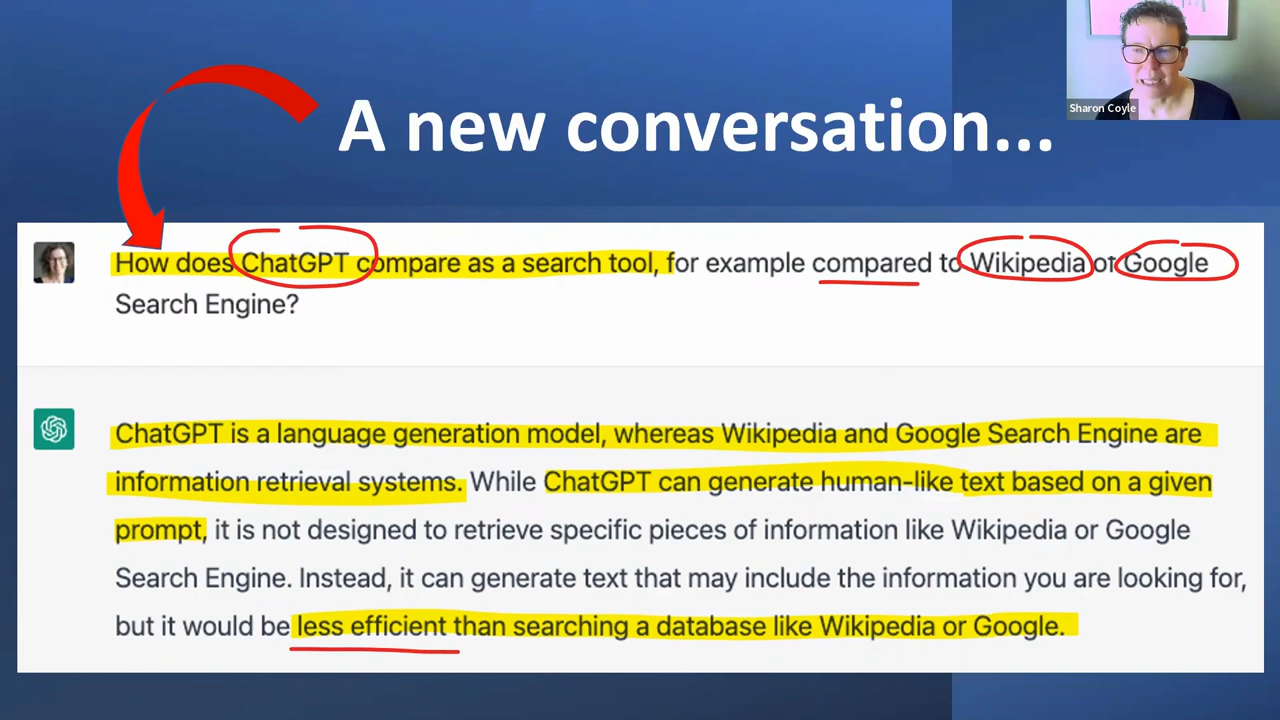 Sharon Coyle
A new conversation...
How does ChatGPT compare as a search tool, for example compared to Wikipedia or Google
Search Engine?
ChatGPT is a language generation model, whereas Wikipedia and Google Search Engine are
information retrieval systems. While ChatGPT can generate human-like text based on a given
prompt, it is not designed to retrieve specific pieces of information like Wikipedia or Google
Search Engine. Instead, it can generate text that may include the information you are looking for,
but it would be less efficient than searching a database like Wikipedia or Google.